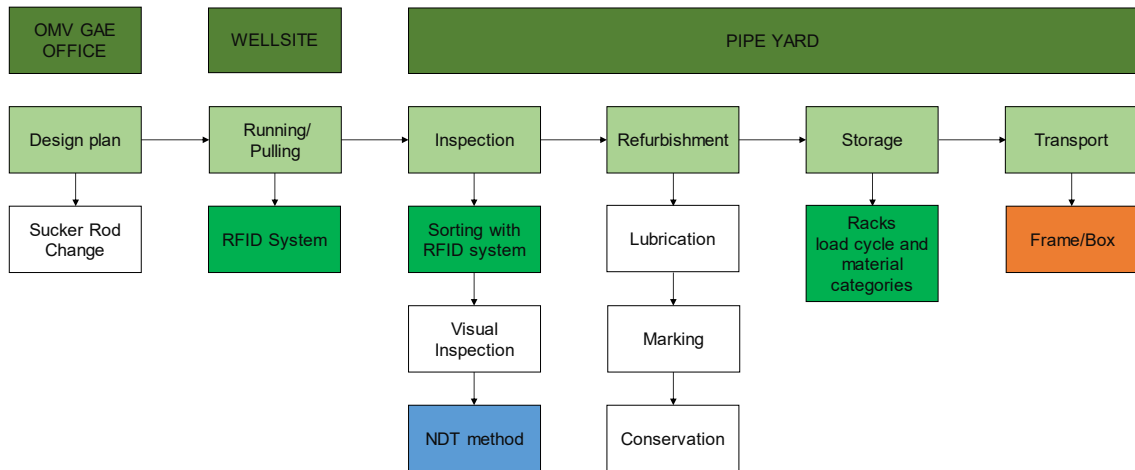 OMV GAE
OFFICE
WELLSITE
PIPE YARD
Design plan
Running/
Pulling
Inspection
Refurbishment
Storage
Transport
Sucker Rod
Change
RFID System
Sorting with
RFID system
Lubrication
Racks
load cycle and
material
categories
Frame/Box
Visual
Inspection
Marking
NDT method
Conservation